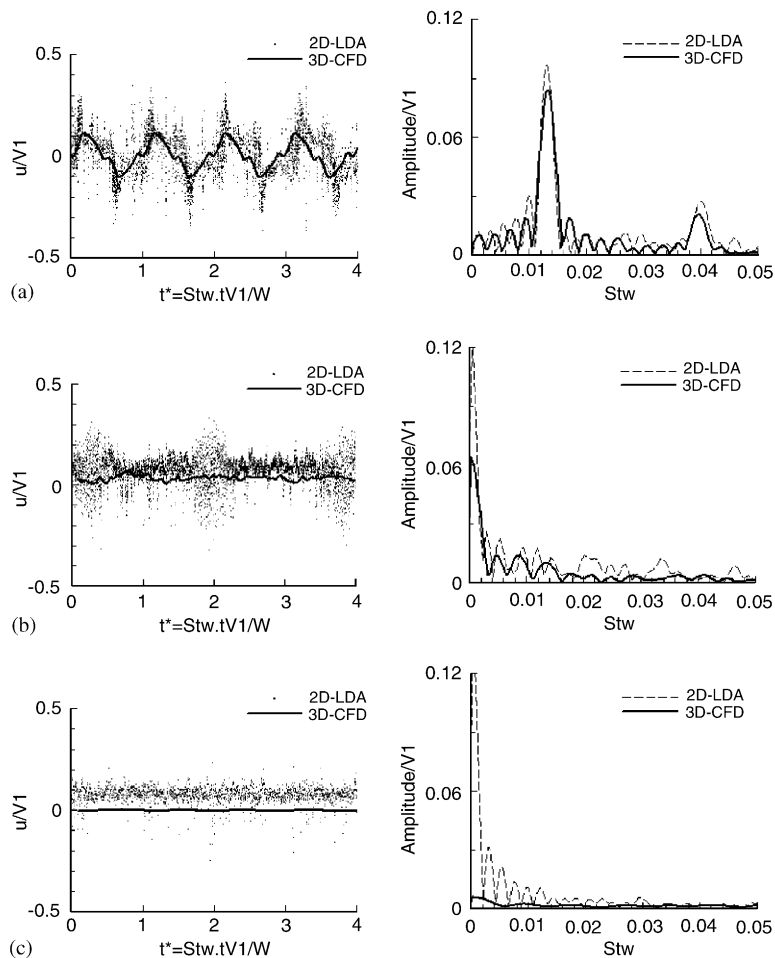 2D-LDA
3D-CFD
0.5
0
-0.5
u/V1
0 1 2 3 4
t*=Stw.tV1/W
(a)
2D-LDA
3D-CFD
0.12
0.06
0
Amplitude/V1
0 0.01 0.02 0.03 0.04 0.05
Stw
2D-LDA
3D-CFD
0.5
0
-0.5
u/V1
0 1 2 3 4
t*=Stw.tV1/W
(b)
2D-LDA
3D-CFD
0.12
0.06
0
Amplitude/V1
0 0.01 0.02 0.03 0.04 0.05
Stw
2D-LDA
3D-CFD
0.5
0
-0.5
u/V1
0 1 2 3 4
t*=Stw.tV1/W
(c)
2D-LDA
3D-CFD
0.12
0.06
0
Amplitude/V1
0 0.01 0.02 0.03 0.04 0.05
Stw